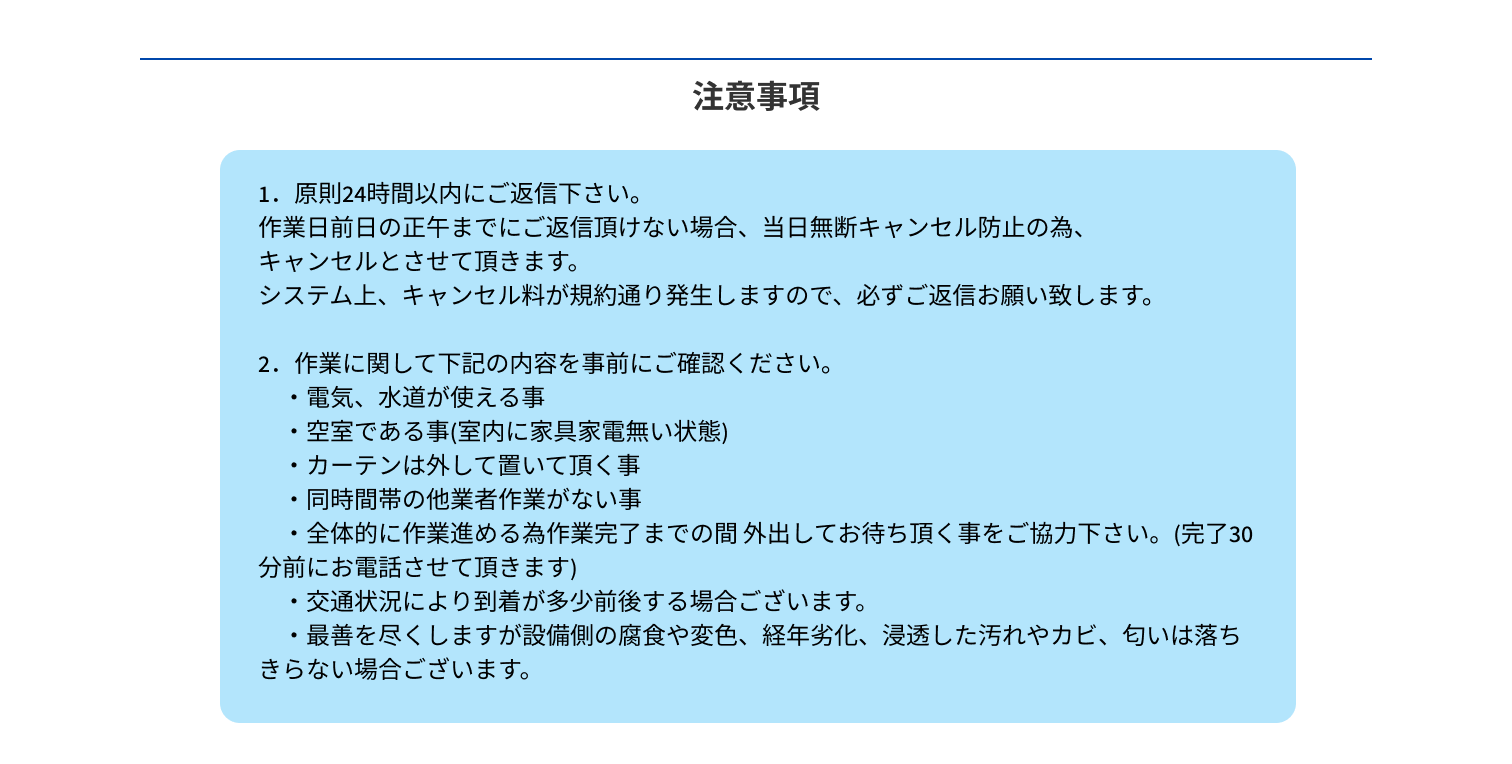 注意事項
1．原則24時間以内にご返信下さい。
作業日前日の正午までにご返信頂けない場合、当日無断キャンセル防止の為、
キャンセルとさせて頂きます。
システム上、キャンセル料が規約通り発生しますので、必ずご返信お願い致します。
2．作業に関して下記の内容を事前にご確認ください。
・電気、水道が使える事
・空室である事(室内に家具家電無い状態)
・カーテンは外して置いて頂く事
・同時間帯の他業者作業がない事
・全体的に作業進める為作業完了までの間 外出してお待ち頂く事をご協力下さい。(完了30
分前にお電話させて頂きます)
・交通状況により到着が多少前後する場合ございます。
・最善を尽くしますが設備側の腐食や変色、経年劣化、浸透した汚れやカビ、匂いは落ち
きらない場合ございます。